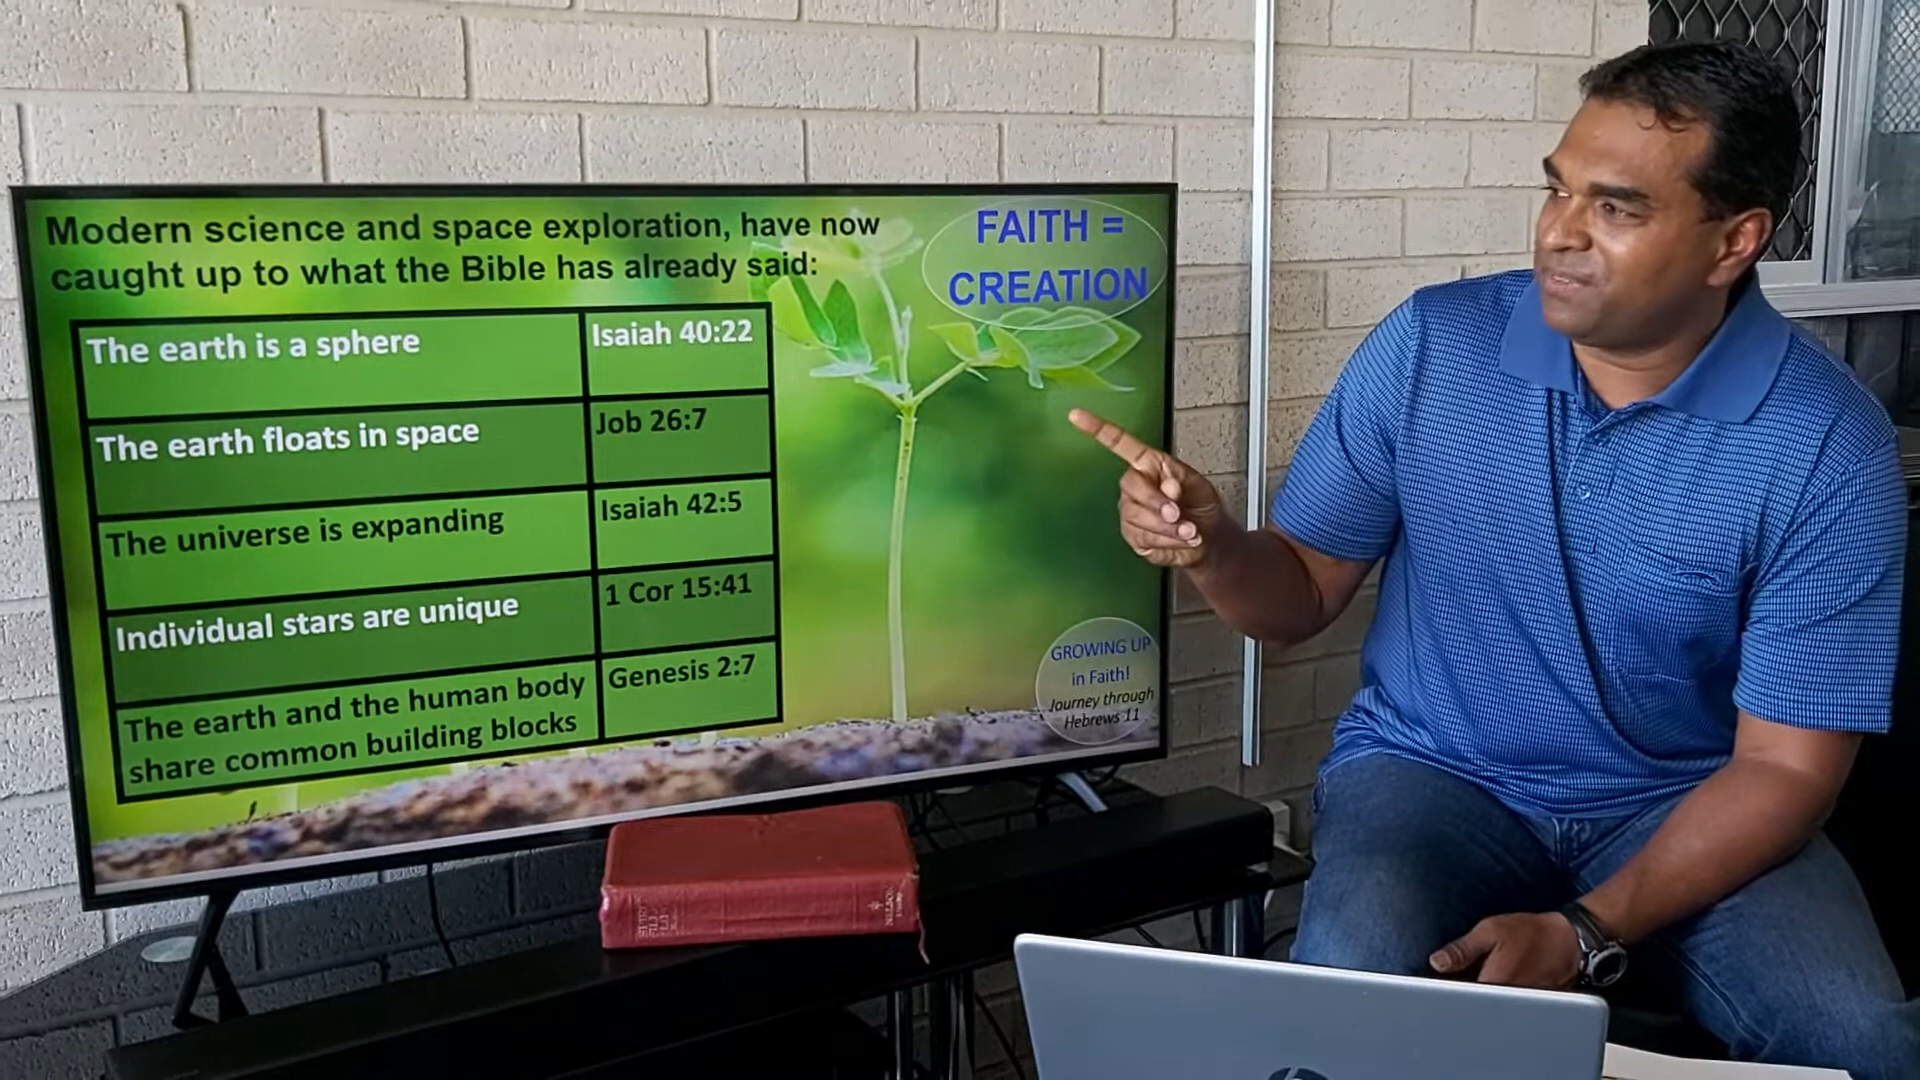 Modern science and space exploration, have now
caught up to what the Bible has already said:
FAITH =
CREATION
The earth is a sphere
Isaiah 40:22
The earth floats in space
Job 26:7
The universe is expanding
Isaiah 42:5
Individual stars are unique
1 Cor 15:41
The earth and the human body
share common building blocks
Genesis 2:7
GROWING UP
in Faith!
Journey through
Hebrews 11
NELSON